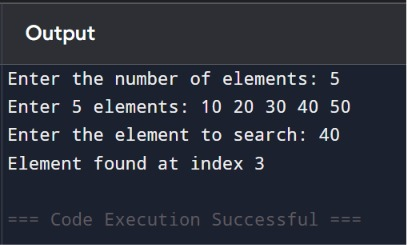 Output
Enter the number of elements: 5
Enter 5 elements: 10 20 30 40 50
Enter the element to search: 40
Element found at index 3
=== Code Execution Successful ===